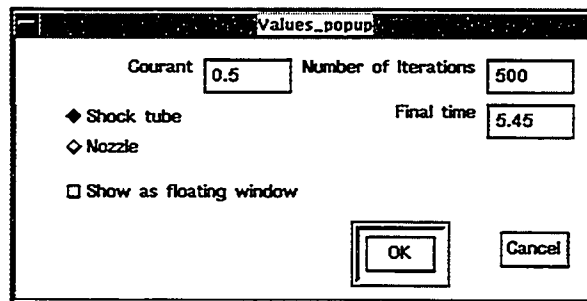 Values_popup
Courant 0.5 Number of Iterations 500
Shock tube Final time 5.45
Nozzle
Show as floating window
OK Cancel